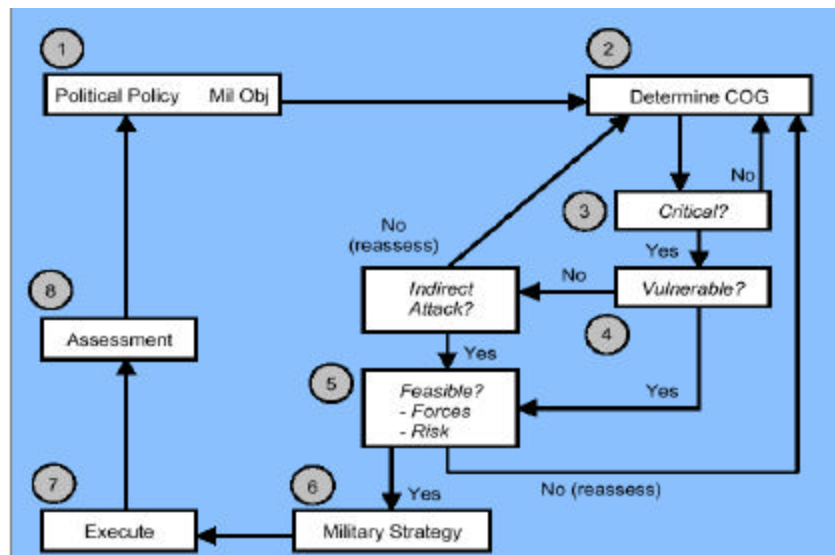 1
Political Policy Mil Obj
2
Determine COG
No
3
Critical?
Yes
No
(reassess)
Indirect
Attack?
No
Vulnerable?
4
8
Assessment
Yes
5
Feasible?
- Forces
- Risk
Yes
7
Execute
6
Yes
Military Strategy
No (reassess)